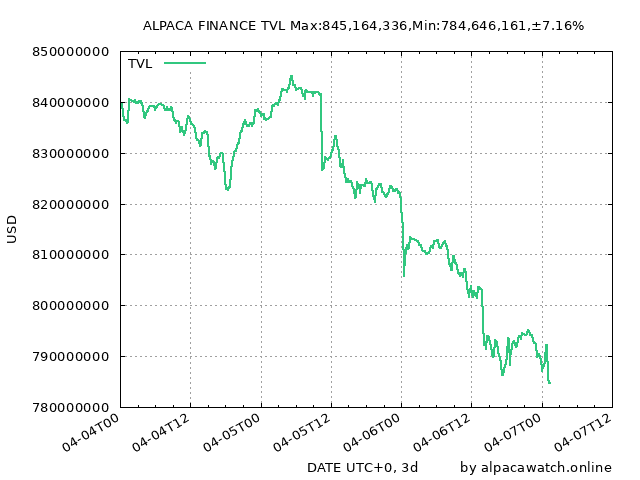 ALPACA FINANCE TVL Max:845,164,336,Min:784,646,161,±7.16%
850000000
TVL
840000000
830000000
820000000
810000000
800000000
790000000
780000000
USD
04-04T00
04-04T12
04-05T00
04-05T12
04-06T00
04-06T12
04-07T00
04-07T12
DATE UTC+0, 3d
by alpacawatch.online